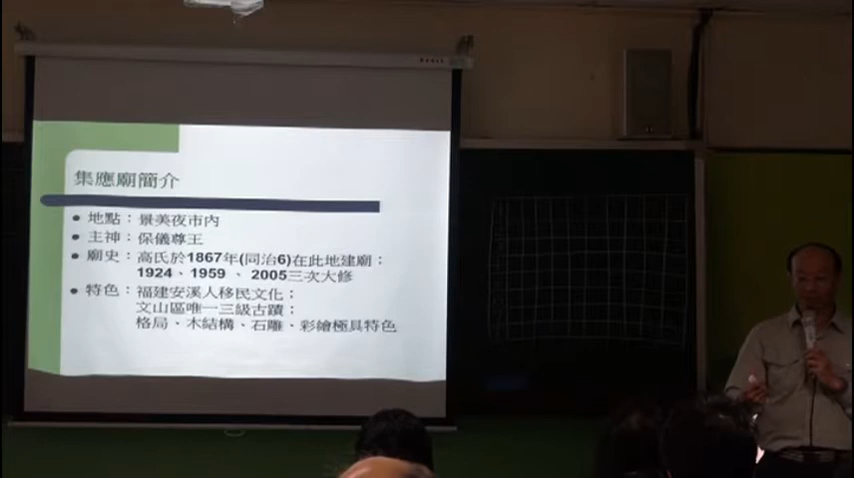 集應廟簡介
● 地點：景美夜市內
● 主神：保儀尊王
● 廟史：高氏於1867年(同治6)在此地建廟；
1924、1959、2005三次大修
● 特色：福建安溪人移民文化；
文山區唯一三級古蹟；
格局、木結構、石雕、彩繪極具特色